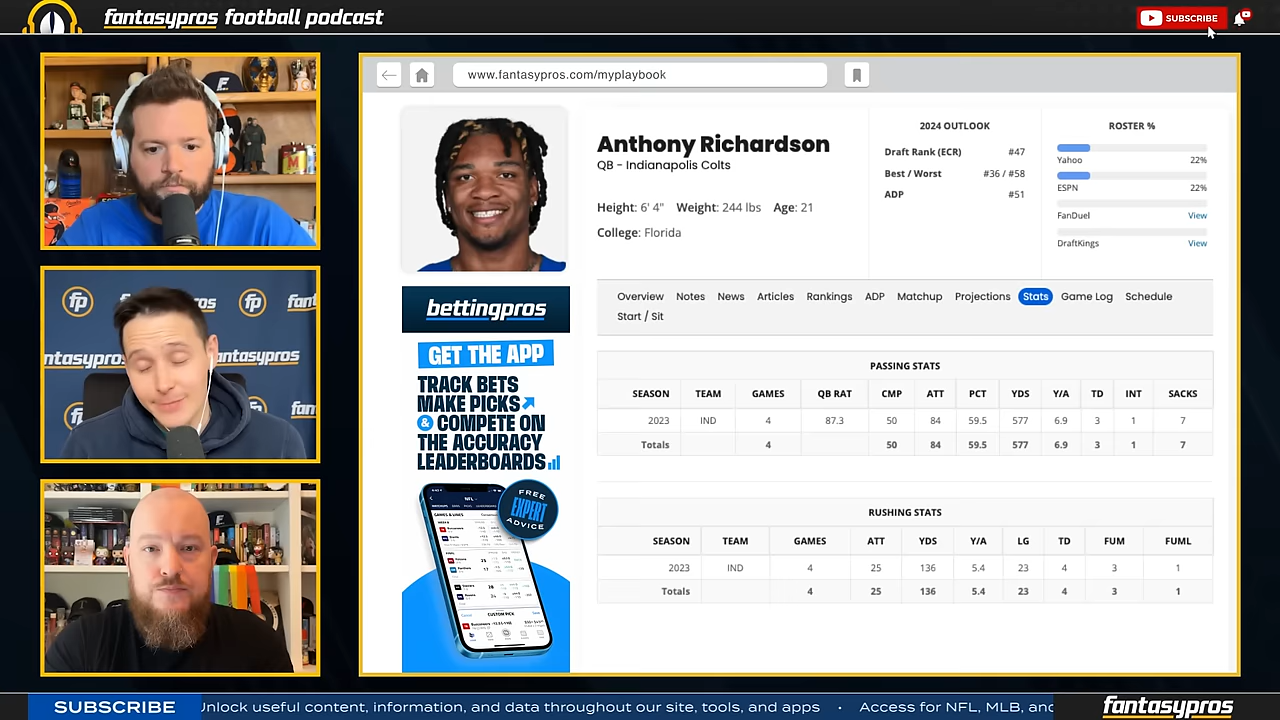 fantasypros football podcast
SUBSCRIBE
www.fantasypros.com/myplaybook
Anthony Richardson
QB - Indianapolis Colts
Height: 6' 4" Weight: 244 lbs Age: 21
College: Florida
2024 OUTLOOK
Draft Rank (ECR) #47
Best / Worst #36 / #58
ADP #51
ROSTER %
Yahoo 22%
ESPN 22%
FanDuel View
DraftKings View
Overview Notes News Articles Rankings ADP Matchup Projections Stats Game Log Schedule
Start / Sit
PASSING STATS
SEASON TEAM GAMES QB RAT CMP ATT PCT YDS Y/A TD INT SACKS
2023 IND 4 87.3 50 84 59.5 577 6.9 3 1 7
Totals 4 50 84 59.5 577 6.9 3 1 7
RUSHING STATS
SEASON TEAM GAMES ATT YDS Y/A LG TD FUM FUML
2023 IND 4 25 136 5.4 23 4 3 1
Totals 4 25 136 5.4 23 4 3 1
bettingpros
GET THE APP
TRACK BETS
MAKE PICKS
& COMPETE ON
THE ACCURACY
LEADERBOARDS
FREE
EXPERT
ADVICE
CUSTOM PICK
fp
fp
ntasypros
antasypros
SUBSCRIBE
Unlock useful content, information, and data throughout our site, tools, and apps • Access for NFL, MLB, and
fantasypros